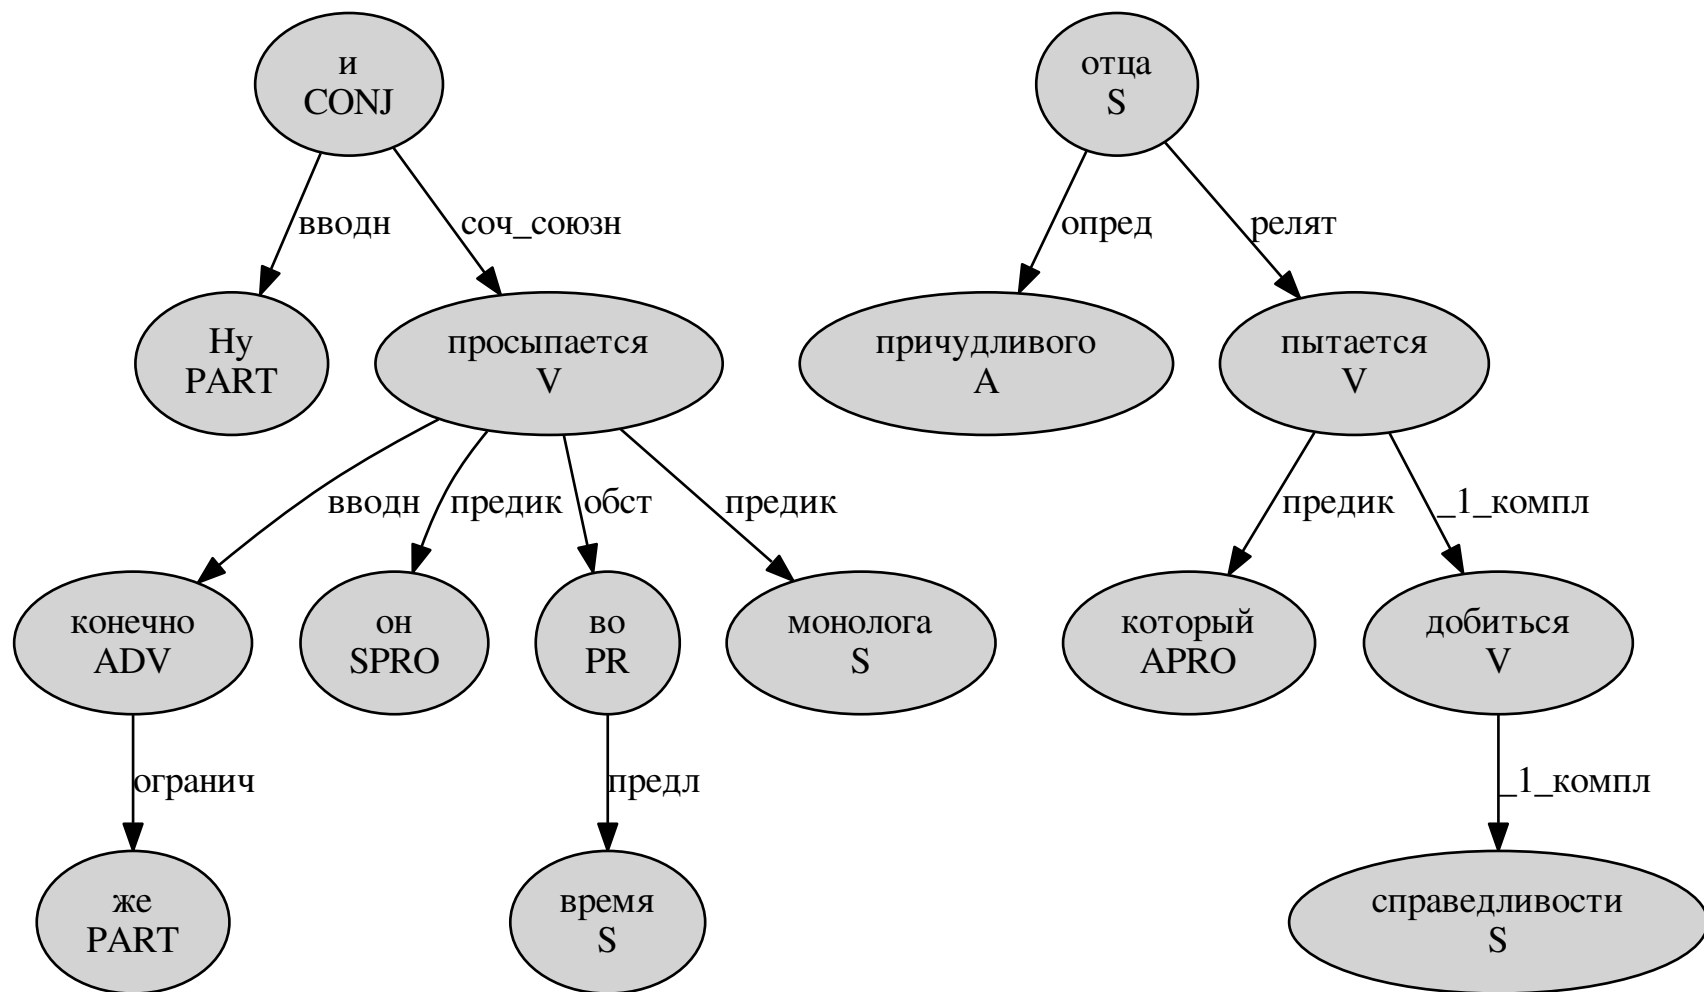 и
CONJ
отца
S
вводн
соч_союзн
опред
релят
Ну
PART
просыпается
V
причудливого
A
пытается
V
вводн
предик
обст
предик
предик
_1_компл
конечно
ADV
он
SPRO
во
PR
монолога
S
который
APRO
добиться
V
огранич
предл
_1_компл
же
PART
время
S
справедливости
S